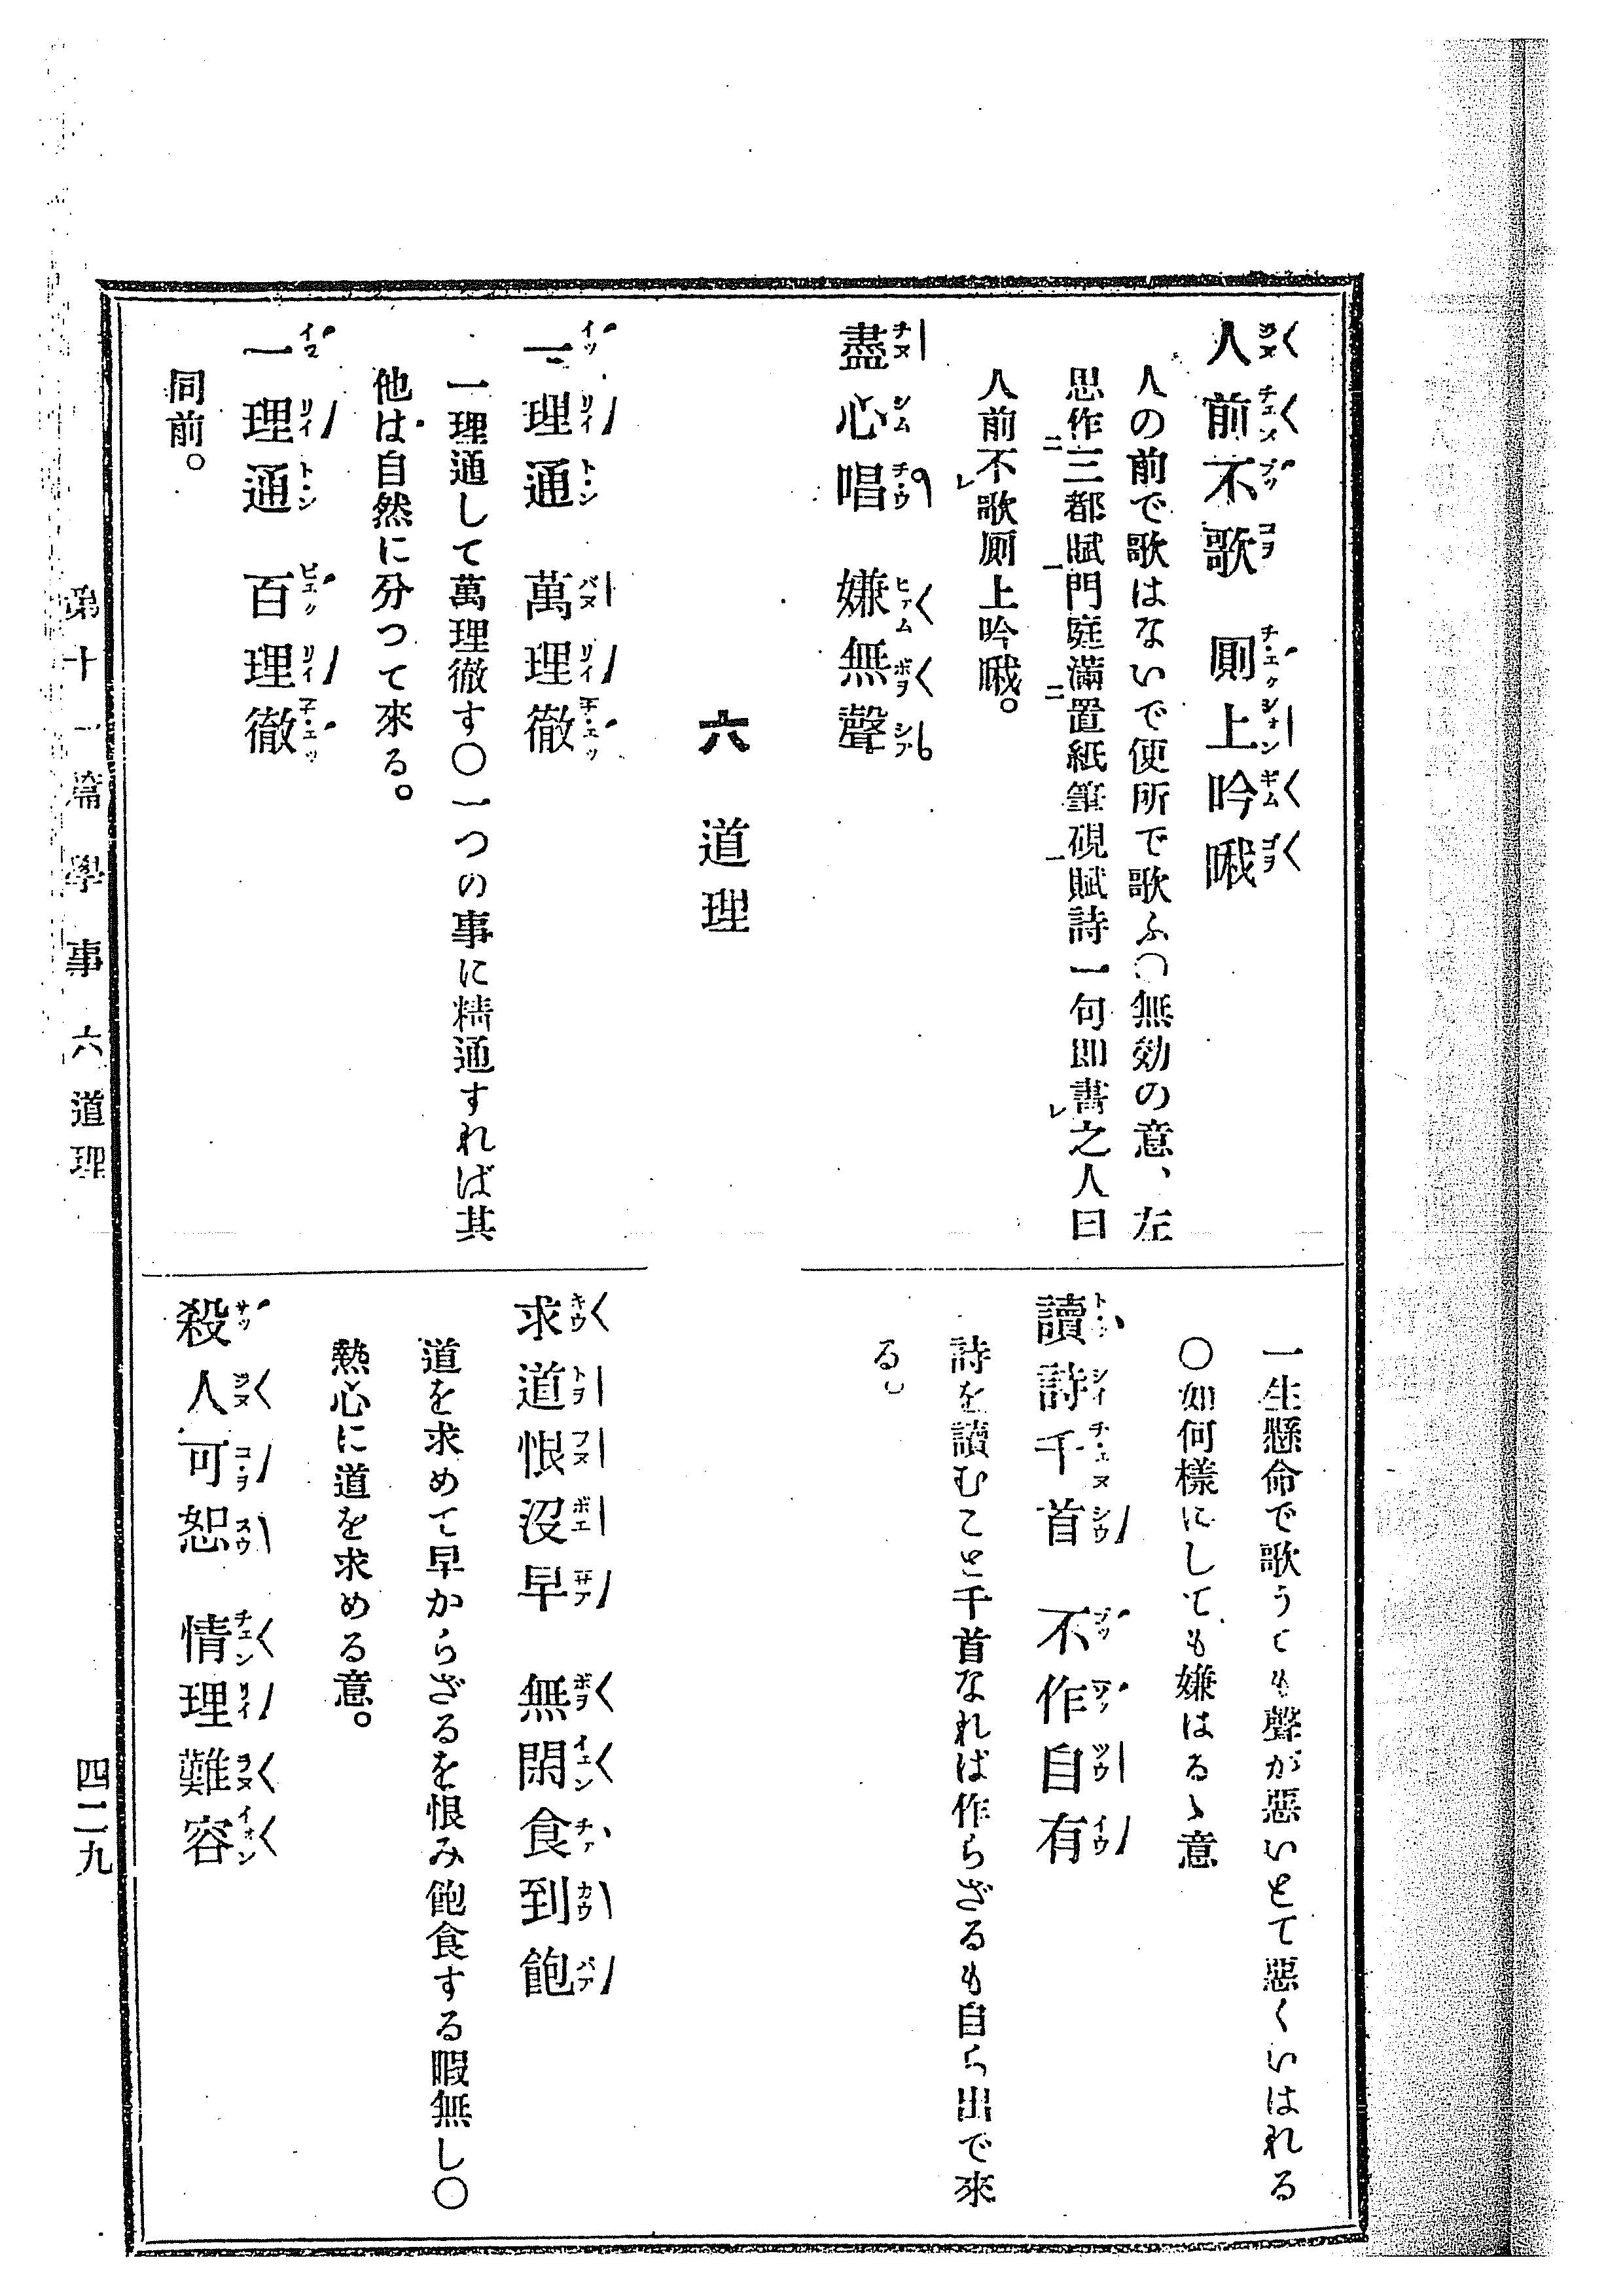 人前不歌 厠上吟哦
人の前で歌はないで便所で歌ふ〇無効の意、左
思作三都賦門庭滿置紙筆硯賦詩一句即書之人曰
人前不歌厠上吟哦。
盡心唱 嫌無聲
一生懸命で歌うても聲が惡いとて惡くいはれる
〇如何樣にしても嫌はるゝ意
讀詩千首 不作自有
詩を讀むこと千首なれば作らざるも自ら出で來
る。
六 道理
一理通 萬理徹
一理通して萬理徹す〇一つの事に精通すれば其
他は自然に分つて來る。
一理通 百理徹
同前。
求道恨沒早 無閑食到飽
道を求めて早からざるを恨み飽食する暇無し〇
熱心に道を求める意。
殺人可恕 情理難容
第十一篇 學事 六 道理
四二九